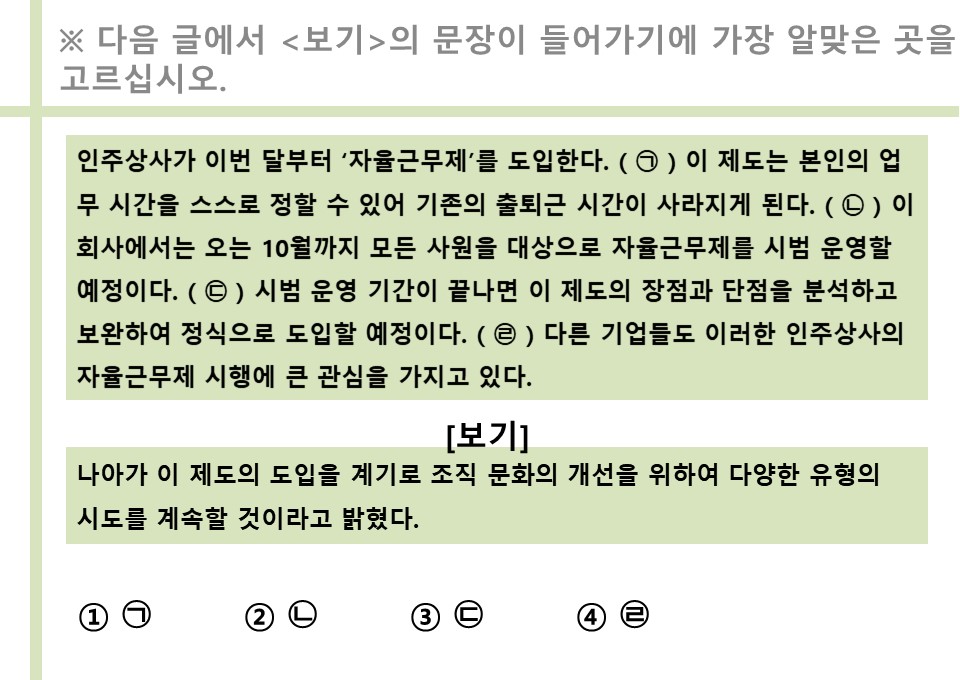 ※ 다음 글에서 <보기>의 문장이 들어가기에 가장 알맞은 곳을
고르십시오.
인주상사가 이번 달부터 ‘자율근무제’를 도입한다. ( ㉠ ) 이 제도는 본인의 업
무 시간을 스스로 정할 수 있어 기존의 출퇴근 시간이 사라지게 된다. ( ㉡ ) 이
회사에서는 오는 10월까지 모든 사원을 대상으로 자율근무제를 시범 운영할
예정이다. ( ㉢ ) 시범 운영 기간이 끝나면 이 제도의 장점과 단점을 분석하고
보완하여 정식으로 도입할 예정이다. ( ㉣ ) 다른 기업들도 이러한 인주상사의
자율근무제 시행에 큰 관심을 가지고 있다.
[보기]
나아가 이 제도의 도입을 계기로 조직 문화의 개선을 위하여 다양한 유형의
시도를 계속할 것이라고 밝혔다.
① ㉠ ② ㉡ ③ ㉢ ④ ㉣